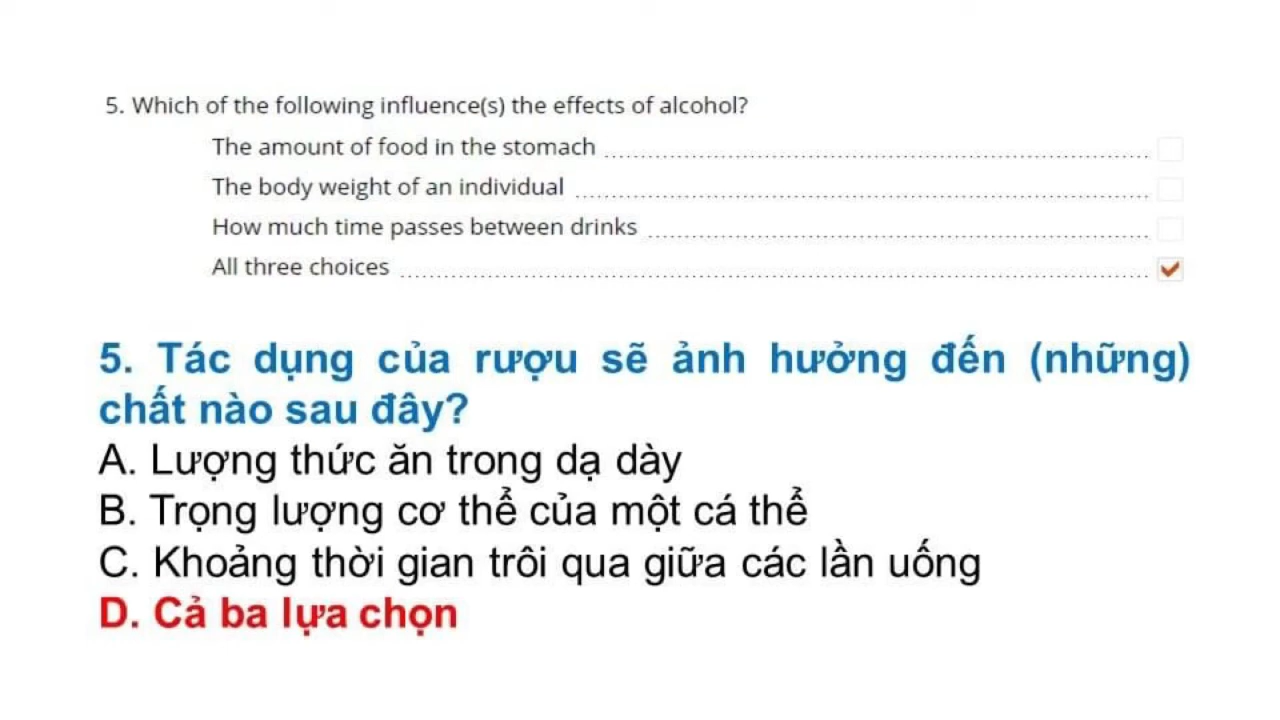 5. Which of the following influence(s) the effects of alcohol?
The amount of food in the stomach
The body weight of an individual
How much time passes between drinks
All three choices
5. Tác dụng của rượu sẽ ảnh hưởng đến (những)
chất nào sau đây?
A. Lượng thức ăn trong dạ dày
B. Trọng lượng cơ thể của một cá thể
C. Khoảng thời gian trôi qua giữa các lần uống
D. Cả ba lựa chọn